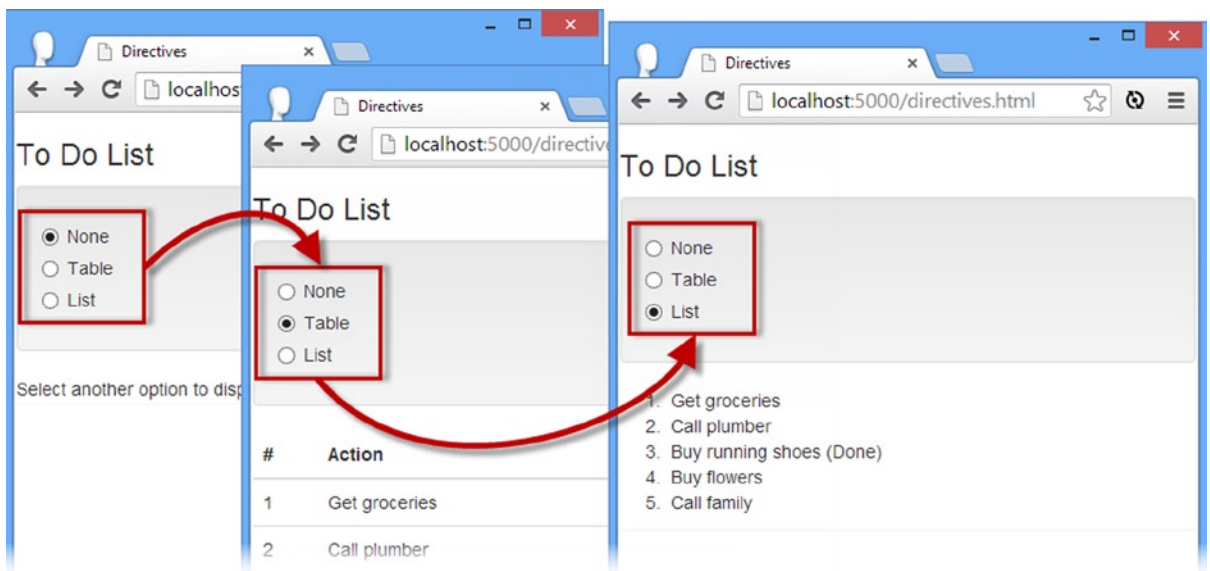 Directives
localhos
To Do List
None
Table
List
Select another option to disp
Directives
localhost:5000/directive
To Do List
None
Table
List
# Action
1 Get groceries
2 Call plumber
Directives
localhost:5000/directives.html
To Do List
None
Table
List
1. Get groceries
2. Call plumber
3. Buy running shoes (Done)
4. Buy flowers
5. Call family